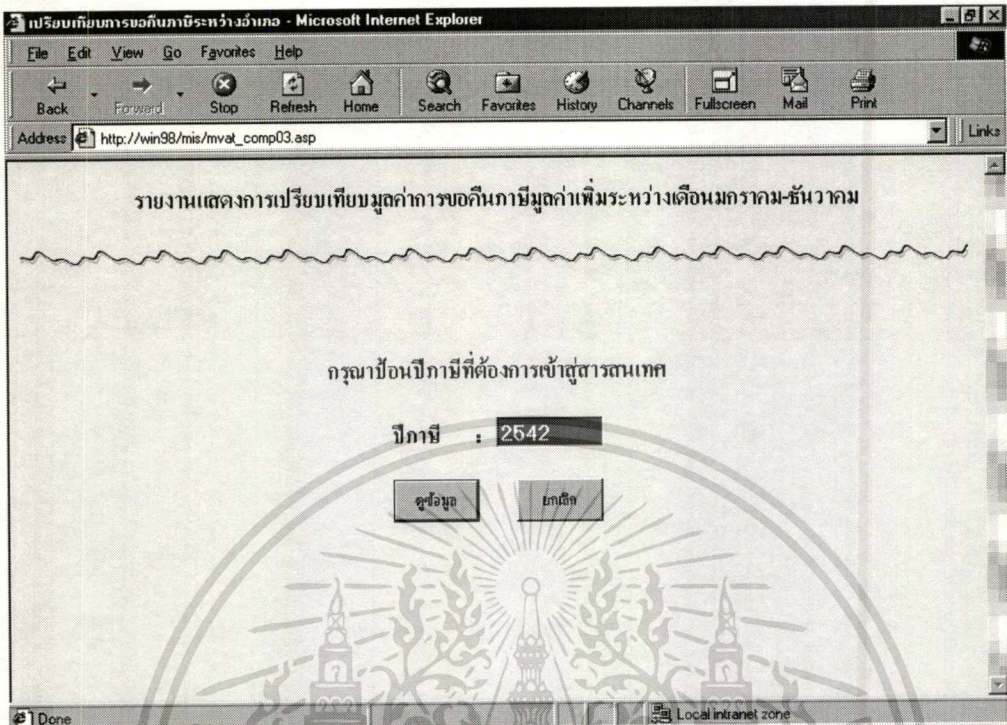 เปรียบเทียบการขอคืนภาษีระหว่างอำเภอ - Microsoft Internet Explorer
File Edit View Go Favorites Help
Back Forward Stop Refresh Home Search Favorites History Channels Fullscreen Mail Print
Address http://win98/mis/mvat_comp03.asp Links
รายงานแสดงการเปรียบเทียบมูลค่าการขอคืนภาษีมูลค่าเพิ่มระหว่างเดือนมกราคม-ธันวาคม
กรุณาป้อนปีภาษีที่ต้องการเข้าสู่สารสนเทศ
ปีภาษี : 2542
ดูข้อมูล ยกเลิก
Done Local intranet zone